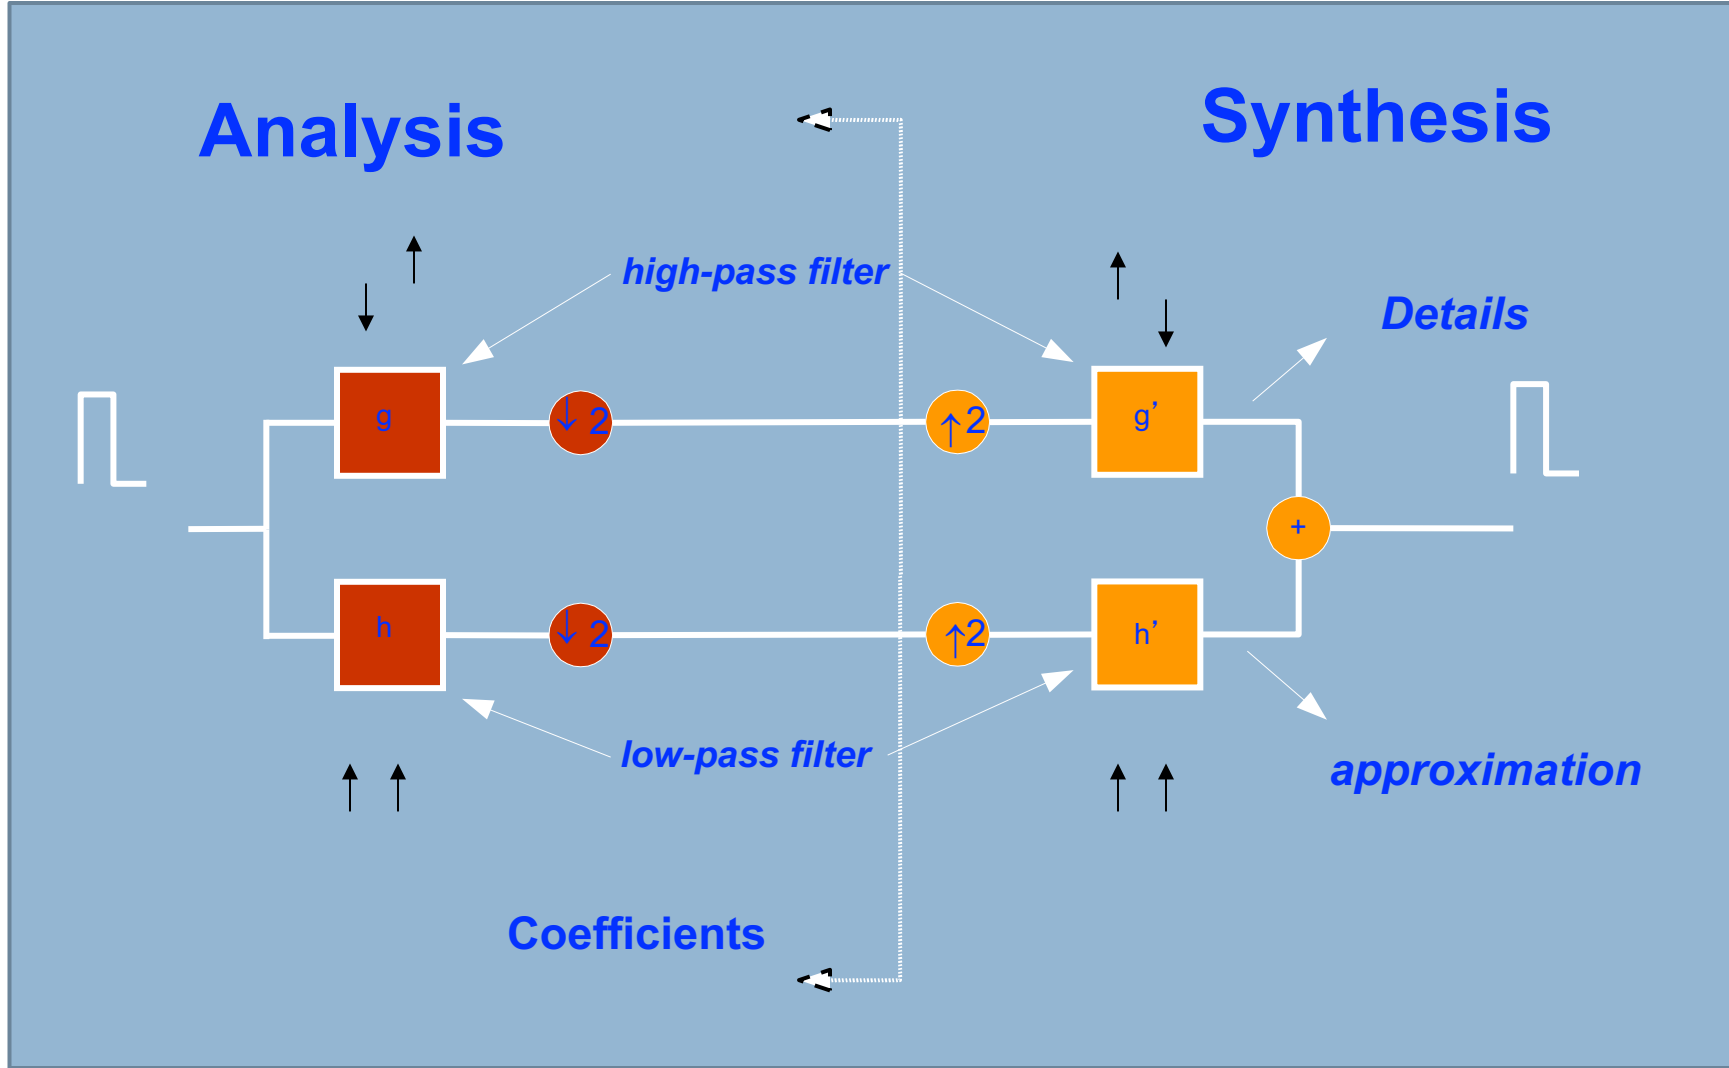 Analysis
Synthesis
high-pass filter
Details
g
↓2
↑2
g’
+
h
↓2
↑2
h’
low-pass filter
approximation
Coefficients